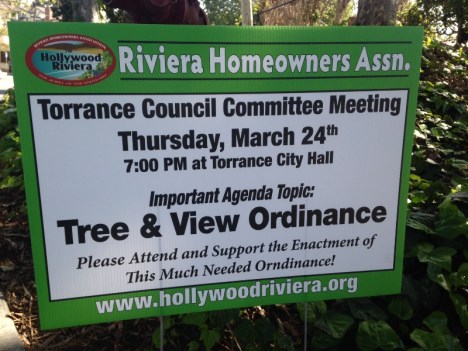 Hollywood
Riviera
Riviera Homeowners Assn.
Torrance Council Committee Meeting
Thursday, March 24th
7:00 PM at Torrance City Hall
Important Agenda Topic:
Tree & View Ordinance
Please Attend and Support the Enactment of
This Much Needed Orndinance!
www.hollywoodriviera.org